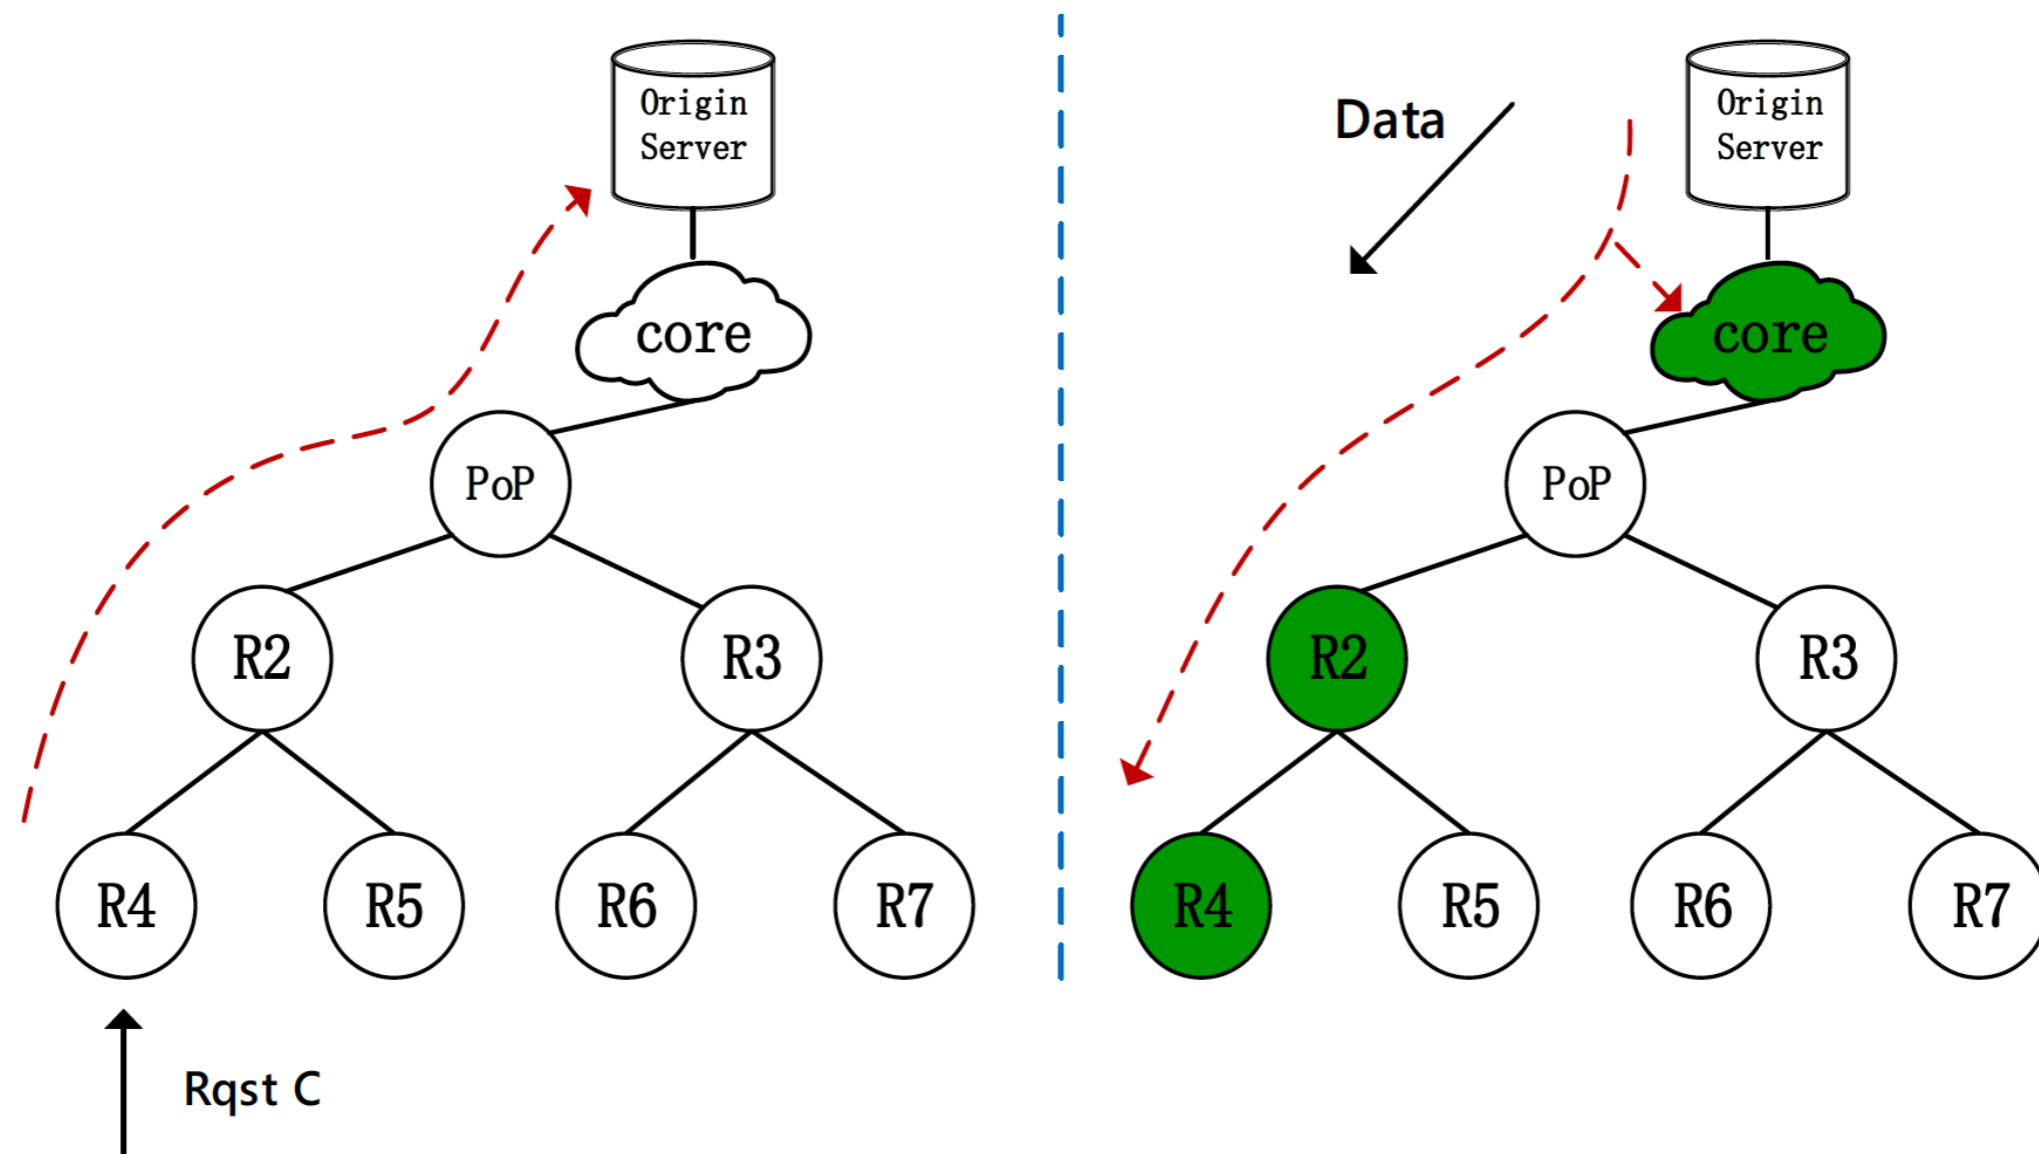 Origin
Server
core
PoP
R2
R3
R4
R5
R6
R7
Rqst C
Data
Origin
Server
core
PoP
R2
R3
R4
R5
R6
R7